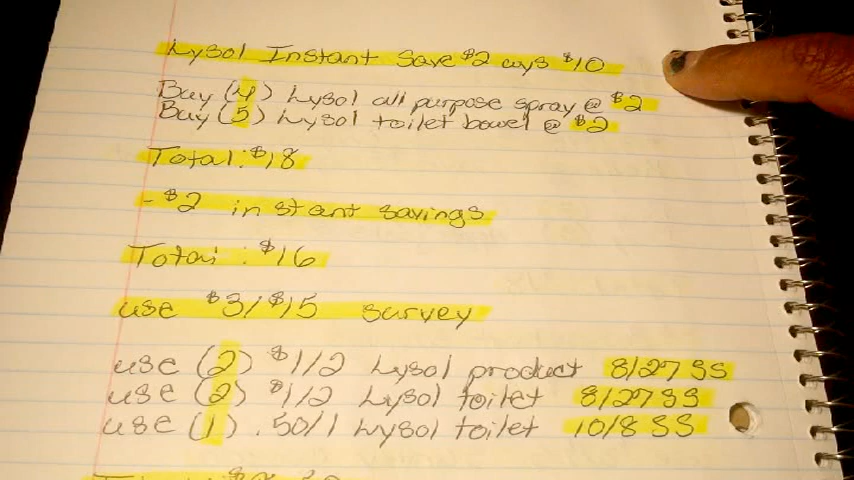 Lysol Instant Save $2 wys $10
Buy (4) Lysol all purpose spray @ $2
Buy (5) Lysol toilet bowel @ $2
Total: $18
- $2 instant savings
Total : $16
use $3/$15 survey
use (2) $1/2 Lysol product 8/27 SS
use (2) $1/2 Lysol toilet 8/27 SS
use (1) .50/1 Lysol toilet 10/8 SS